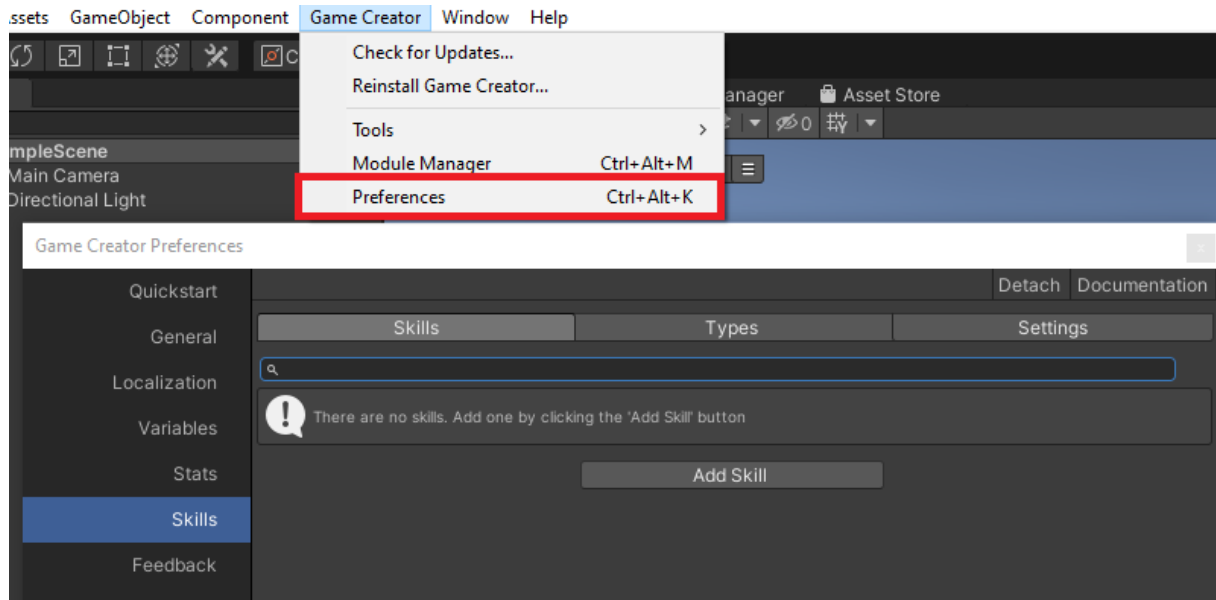 ssets GameObject Component Game Creator Window Help
Check for Updates...
Reinstall Game Creator...
anager Asset Store
Tools
0
mpleScene
Module Manager Ctrl+Alt+M
Main Camera
Preferences Ctrl+Alt+K
Directional Light
Game Creator Preferences
Detach Documentation
Quickstart
Skills Types Settings
General
Localization
There are no skills. Add one by clicking the 'Add Skill' button
Variables
Stats
Add Skill
Skills
Feedback